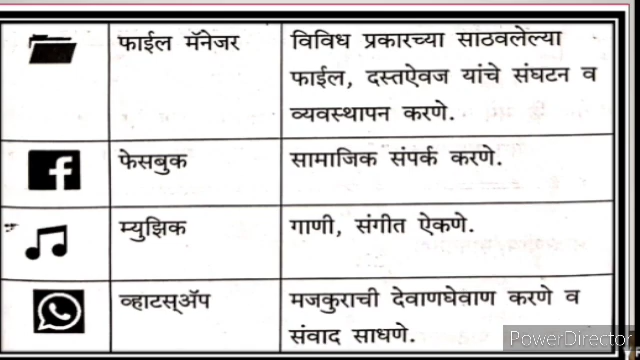 फाईल मॅनेजर
विविध प्रकारच्या साठवलेल्या
फाईल, दस्तऐवज यांचे संघटन व
व्यवस्थापन करणे.
फेसबुक
सामाजिक संपर्क करणे.
म्युझिक
गाणी, संगीत ऐकणे.
व्हाटस्ॲप
मजकुराची देवाणघेवाण करणे व
संवाद साधणे.
PowerDirector